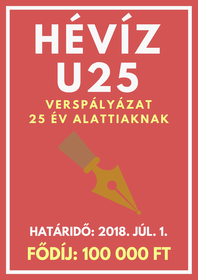 HÉVÍZ
U25
VERSPÁLYÁZAT
25 ÉV ALATTIAKNAK
HATÁRIDŐ: 2018. JÚL. 1.
FŐDÍJ: 100 000 FT